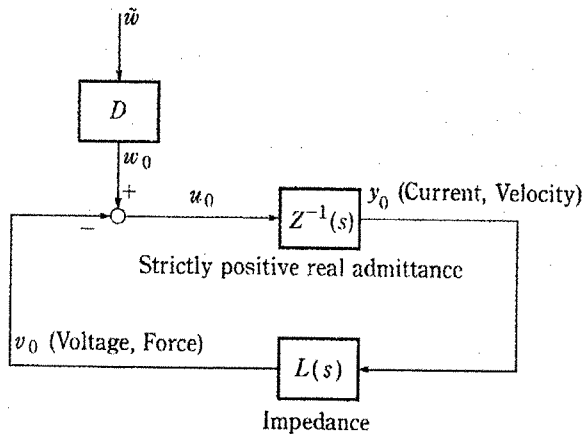 w̃
D
w₀
+
−
u₀
Z⁻¹(s)
y₀ (Current, Velocity)
Strictly positive real admittance
v₀ (Voltage, Force)
L(s)
Impedance